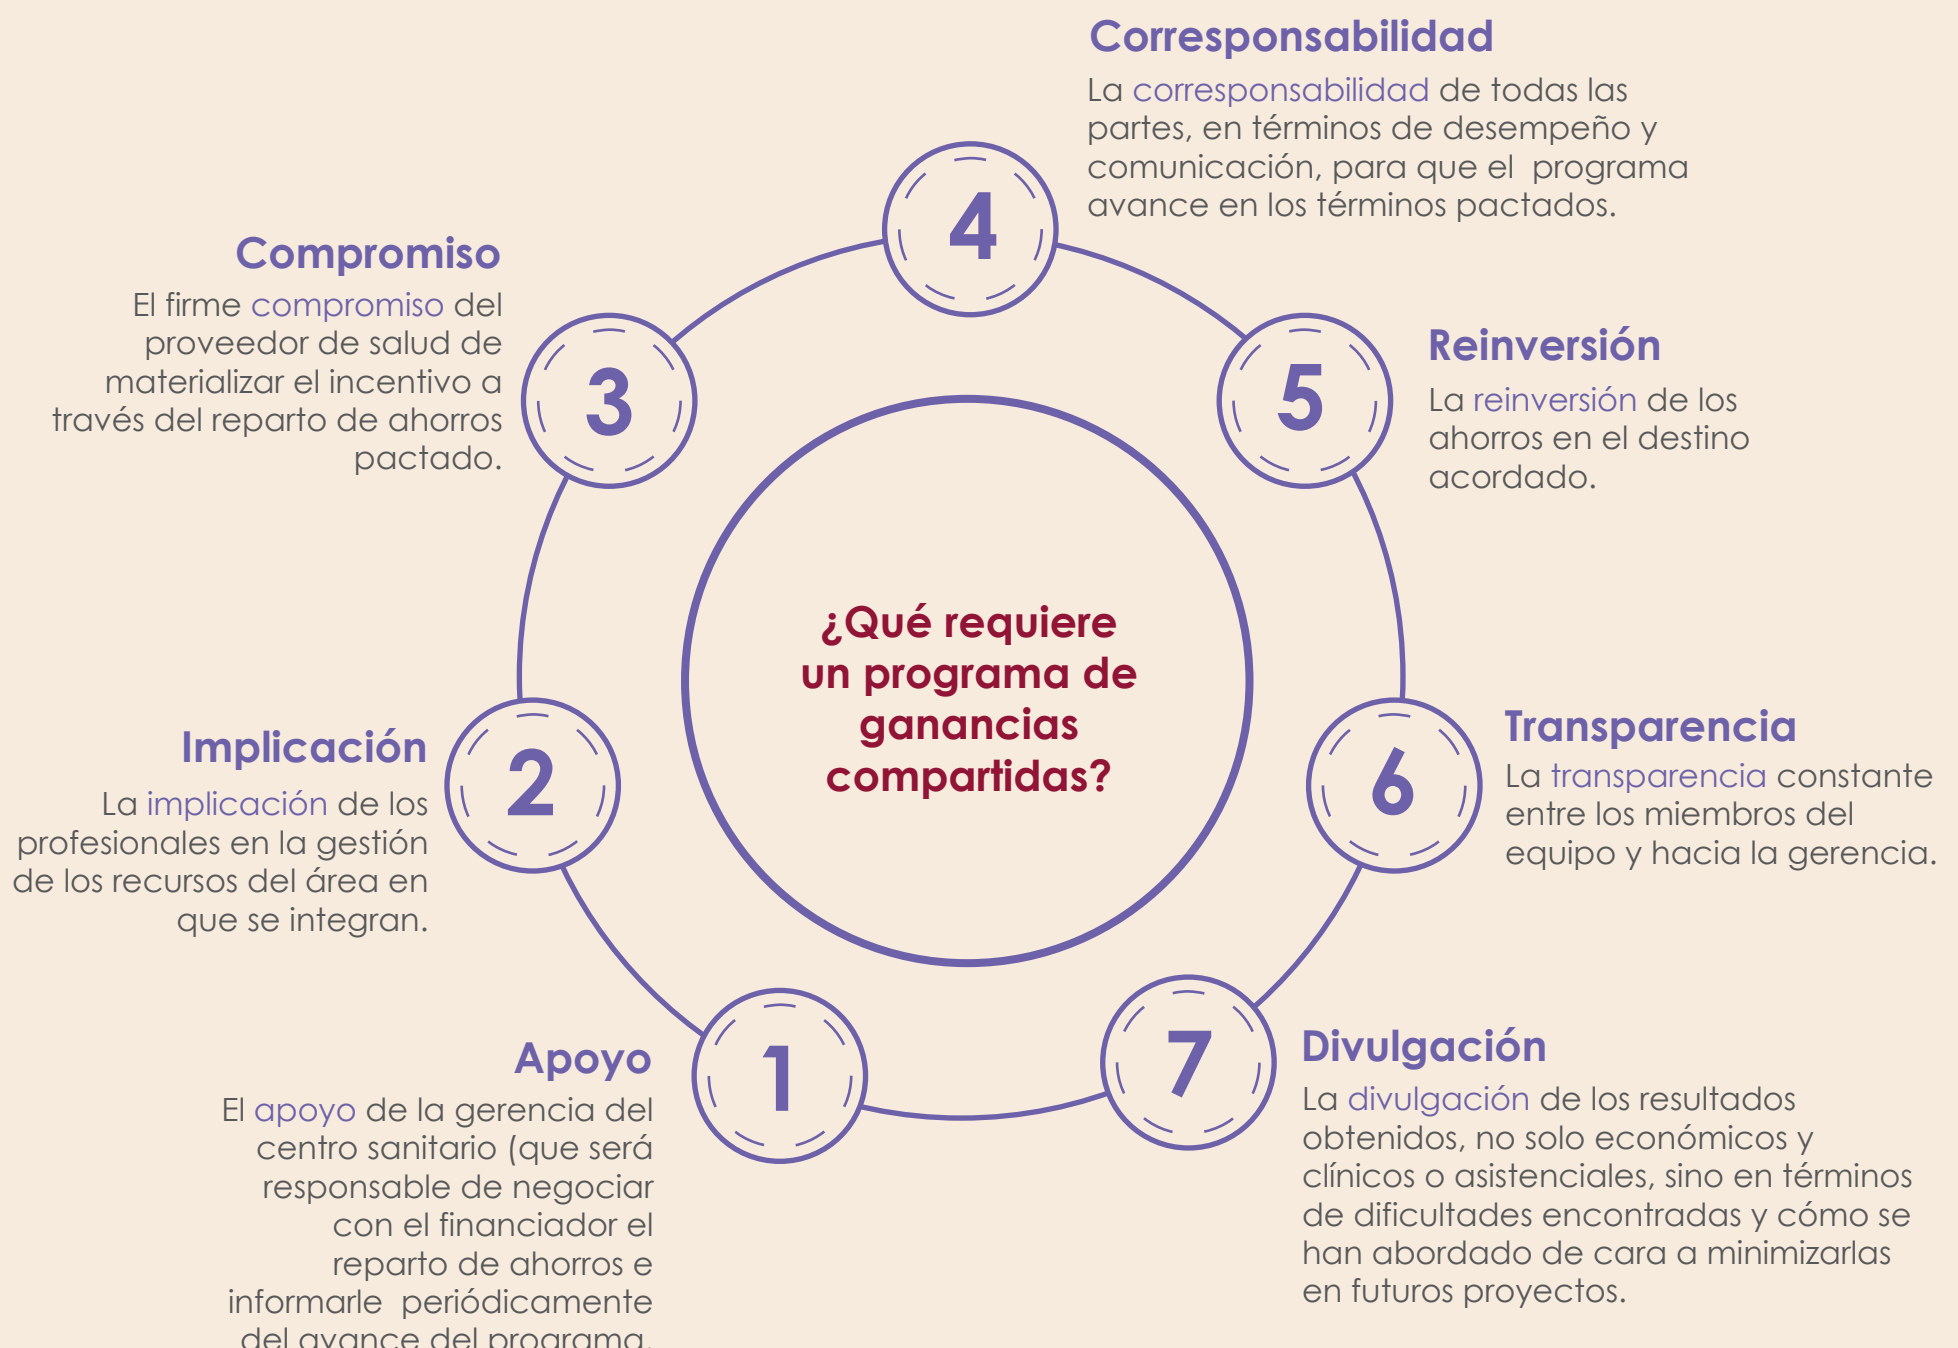 ¿Qué requiere
un programa de
ganancias
compartidas?
1
Apoyo
El apoyo de la gerencia del
centro sanitario (que será
responsable de negociar
con el financiador el
reparto de ahorros e
informarle periódicamente
del avance del programa.
2
Implicación
La implicación de los
profesionales en la gestión
de los recursos del área en
que se integran.
3
Compromiso
El firme compromiso del
proveedor de salud de
materializar el incentivo a
través del reparto de ahorros
pactado.
4
Corresponsabilidad
La corresponsabilidad de todas las
partes, en términos de desempeño y
comunicación, para que el programa
avance en los términos pactados.
5
Reinversión
La reinversión de los
ahorros en el destino
acordado.
6
Transparencia
La transparencia constante
entre los miembros del
equipo y hacia la gerencia.
7
Divulgación
La divulgación de los resultados
obtenidos, no solo económicos y
clínicos o asistenciales, sino en términos
de dificultades encontradas y cómo se
han abordado de cara a minimizarlas
en futuros proyectos.